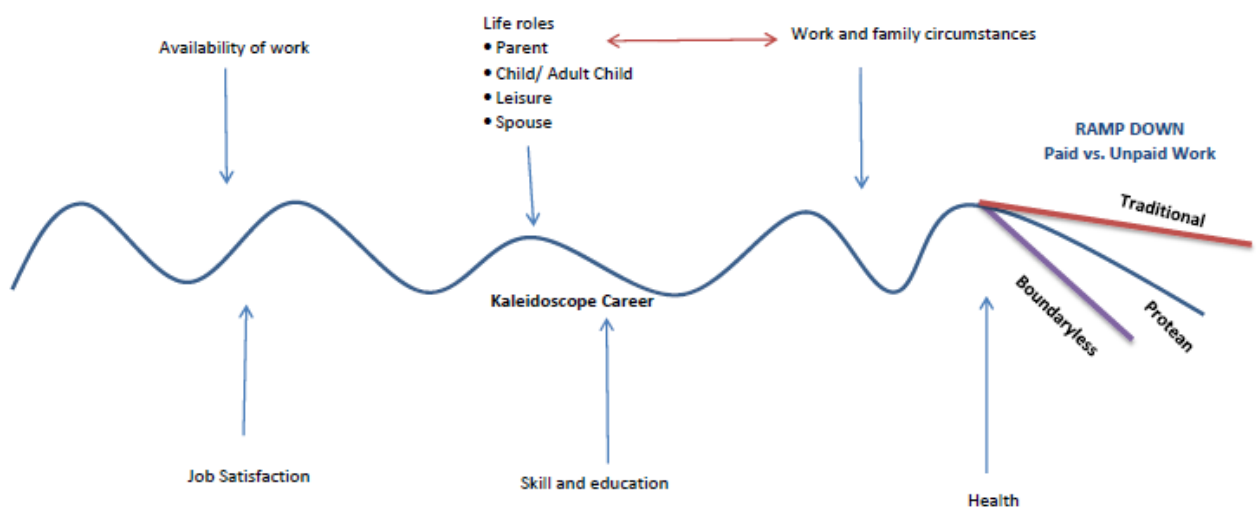 Availability of work
Life roles
• Parent
• Child/ Adult Child
• Leisure
• Spouse
Work and family circumstances
RAMP DOWN
Paid vs. Unpaid Work
Traditional
Protean
Boundaryless
Kaleidoscope Career
Job Satisfaction
Skill and education
Health